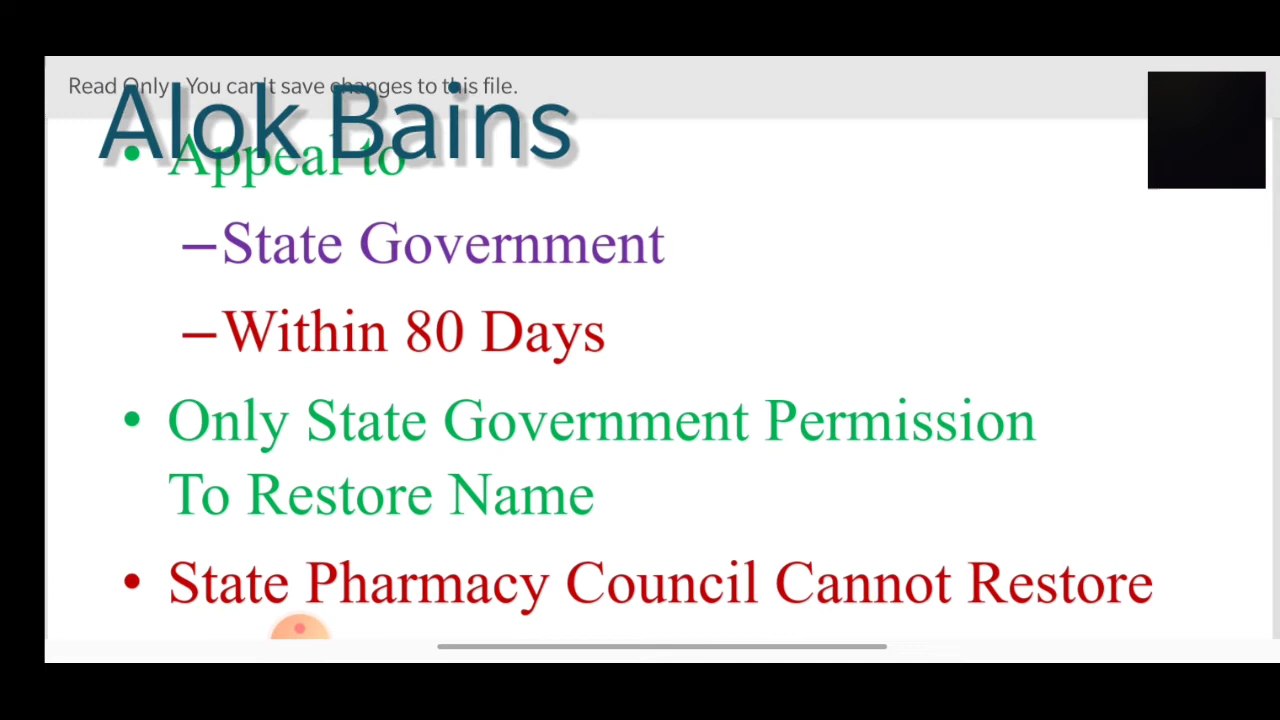 Read Only - You can't save changes to this file.
Alok Bains
• Appeal to
–State Government
–Within 80 Days
• Only State Government Permission
To Restore Name
• State Pharmacy Council Cannot Restore